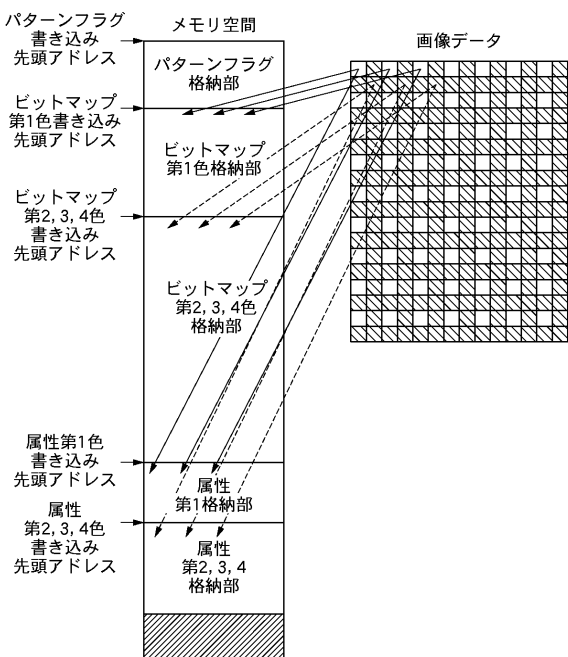 パターンフラグ
書き込み
先頭アドレス
メモリ空間
画像データ
パターンフラグ
格納部
ビットマップ
第1色書き込み
先頭アドレス
ビットマップ
第1色格納部
ビットマップ
第2, 3, 4色
書き込み
先頭アドレス
ビットマップ
第2, 3, 4色
格納部
属性第1色
書き込み
先頭アドレス
属性
第1格納部
属性
第2, 3, 4色
書き込み
先頭アドレス
属性
第2, 3, 4
格納部